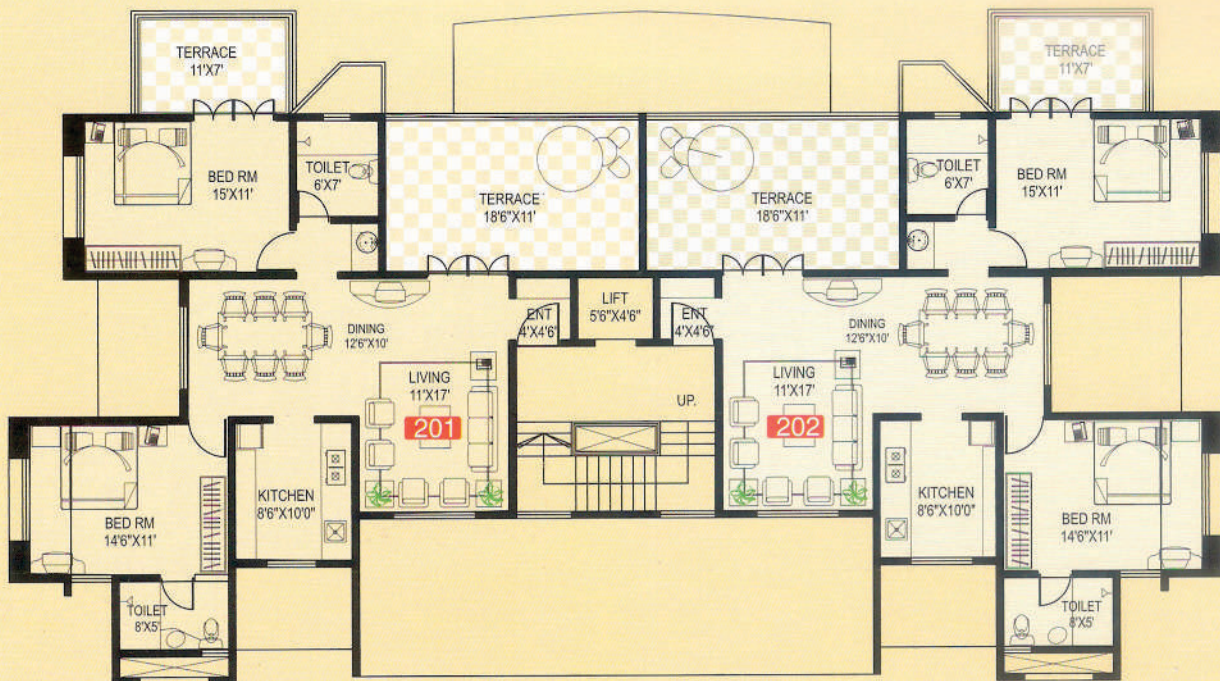 TERRACE
11'X7'
TERRACE
11'X7'
BED RM
15'X11'
TOILET
6'X7'
TERRACE
18'6"X11'
TERRACE
18'6"X11'
TOILET
6'X7'
BED RM
15'X11'
DINING
12'6"X10'
ENT
4'X4'6"
LIFT
5'6"X4'6"
ENT
4'X4'6"
DINING
12'6"X10'
LIVING
11'X17'
201
UP.
LIVING
11'X17'
202
BED RM
14'6"X11'
KITCHEN
8'6"X10'0"
KITCHEN
8'6"X10'0"
BED RM
14'6"X11'
TOILET
8'X5'
TOILET
8'X5'